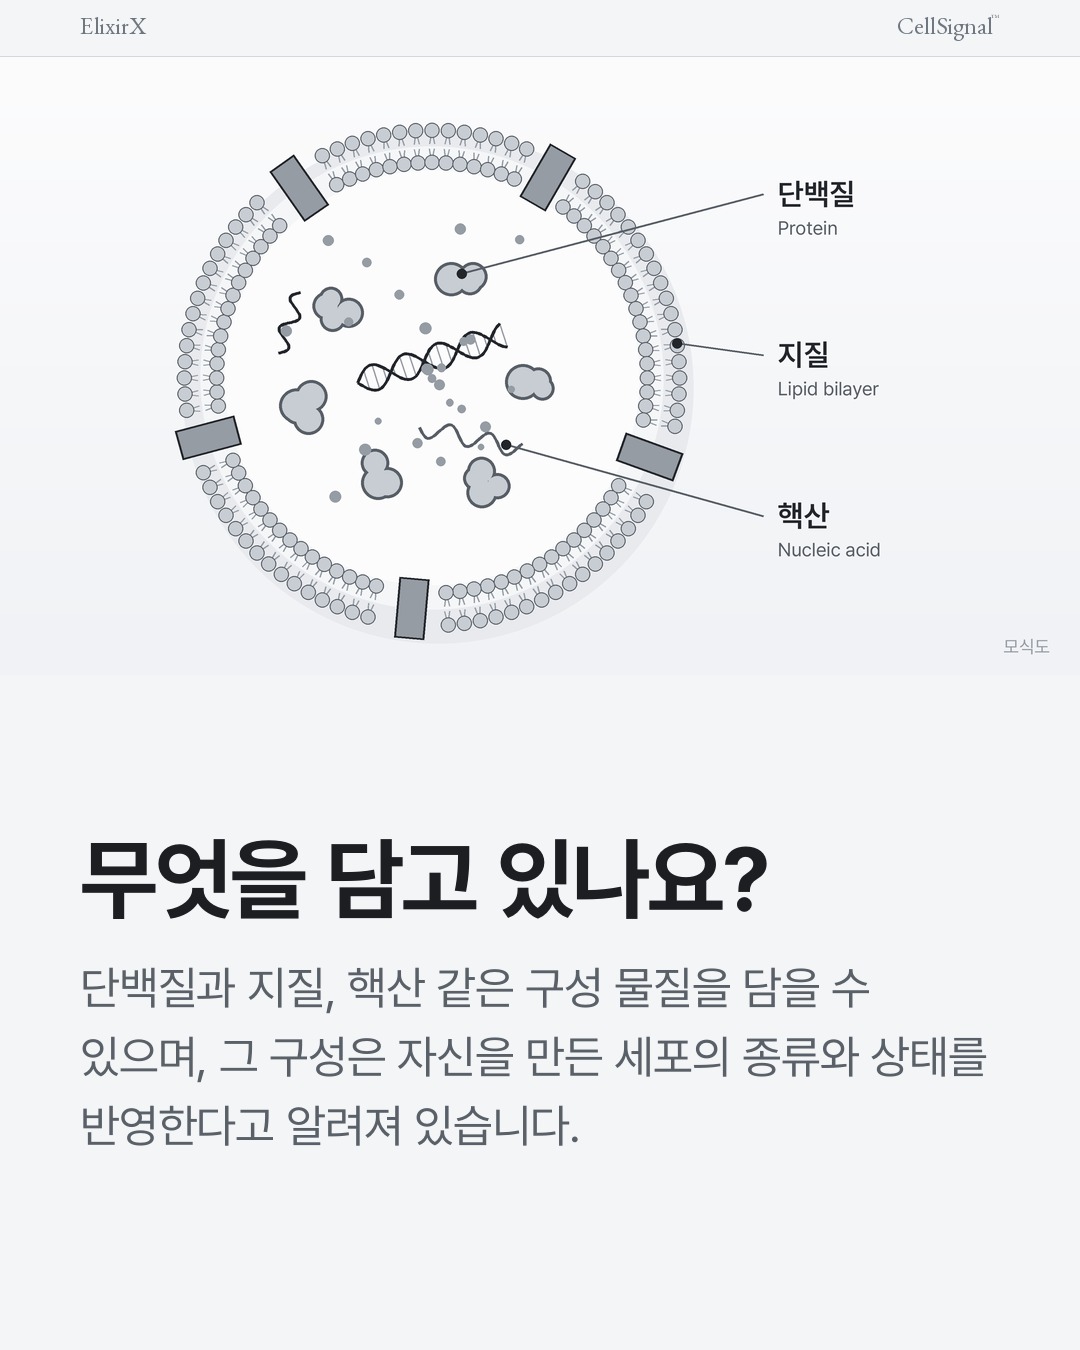 ElixirX
CellSignal™
단백질
Protein
지질
Lipid bilayer
핵산
Nucleic acid
모식도
무엇을 담고 있나요?
단백질과 지질, 핵산 같은 구성 물질을 담을 수
있으며, 그 구성은 자신을 만든 세포의 종류와 상태를
반영한다고 알려져 있습니다.